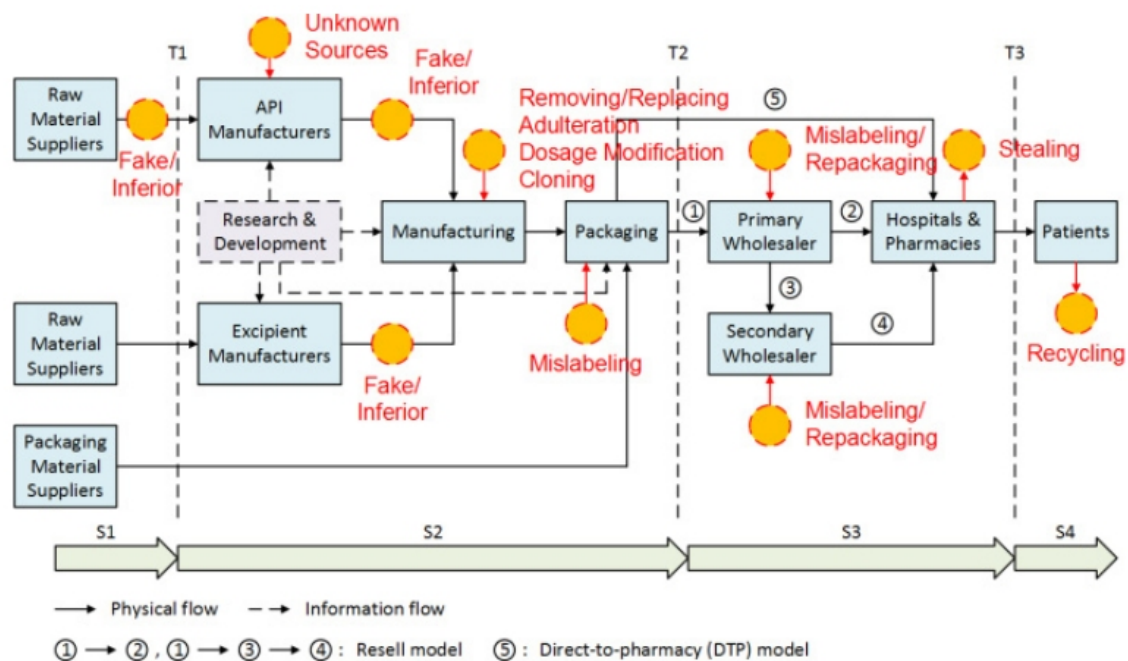 Unknown
Sources
T1
T2
T3
Raw
Material
Suppliers
Fake/
Inferior
API
Manufacturers
Fake/
Inferior
Removing/Replacing
Adulteration
Dosage Modification
Cloning
⑤
Mislabeling/
Repackaging
Stealing
Research &
Development
Manufacturing
Packaging
①
Primary
Wholesaler
②
Hospitals &
Pharmacies
Patients
③
Raw
Material
Suppliers
Excipient
Manufacturers
Fake/
Inferior
Mislabeling
Secondary
Wholesaler
④
Recycling
Mislabeling/
Repackaging
Packaging
Material
Suppliers
S1
S2
S3
S4
Physical flow
Information flow
① → ② , ① → ③ → ④ : Resell model
⑤ : Direct-to-pharmacy (DTP) model